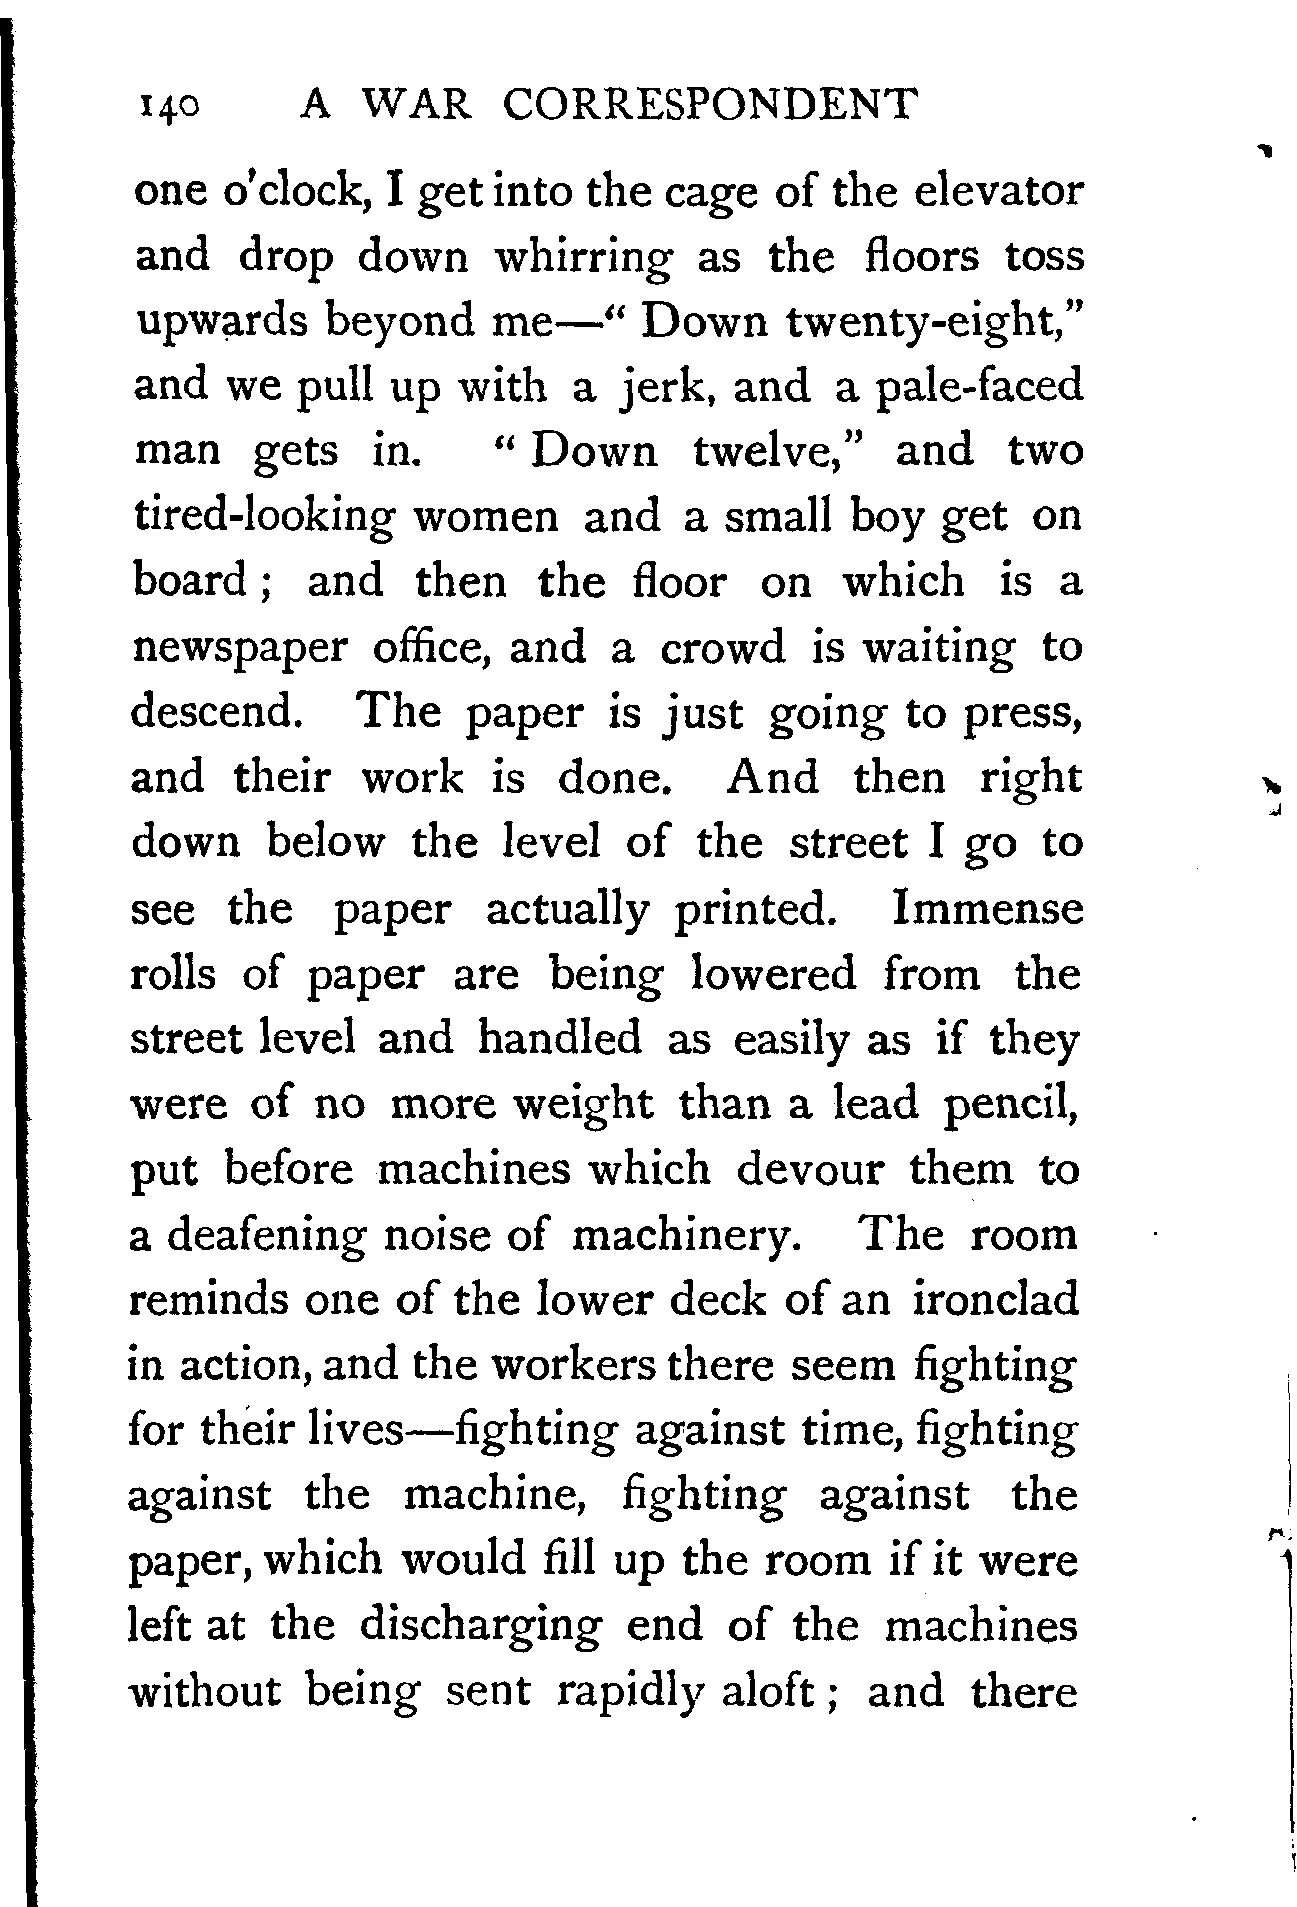 140 A WAR CORRESPONDENT
one o'clock, I get into the cage of the elevator
and drop down whirring as the floors toss
upwards beyond me—“ Down twenty-eight,”
and we pull up with a jerk, and a pale-faced
man gets in. “ Down twelve,” and two
tired-looking women and a small boy get on
board ; and then the floor on which is a
newspaper office, and a crowd is waiting to
descend. The paper is just going to press,
and their work is done. And then right
down below the level of the street I go to
see the paper actually printed. Immense
rolls of paper are being lowered from the
street level and handled as easily as if they
were of no more weight than a lead pencil,
put before machines which devour them to
a deafening noise of machinery. The room
reminds one of the lower deck of an ironclad
in action, and the workers there seem fighting
for their lives—fighting against time, fighting
against the machine, fighting against the
paper, which would fill up the room if it were
left at the discharging end of the machines
without being sent rapidly aloft ; and there